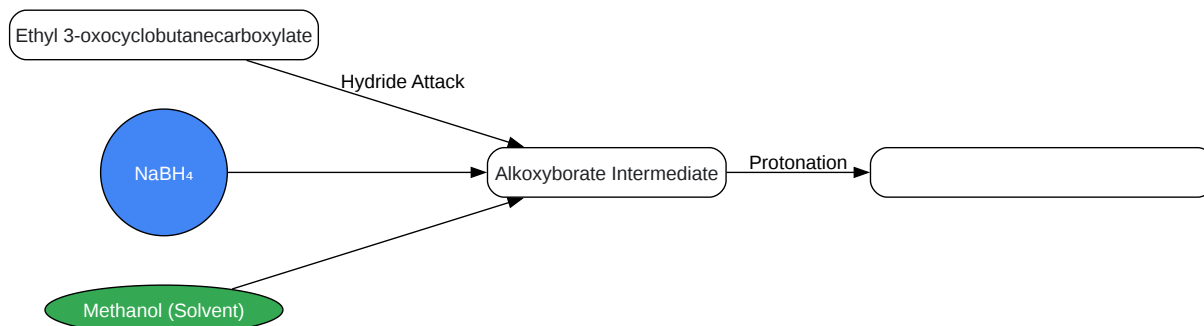 Ethyl 3-oxocyclobutanecarboxylate
Hydride Attack
NaBH₄
Alkoxyborate Intermediate
Protonation
Methanol (Solvent)